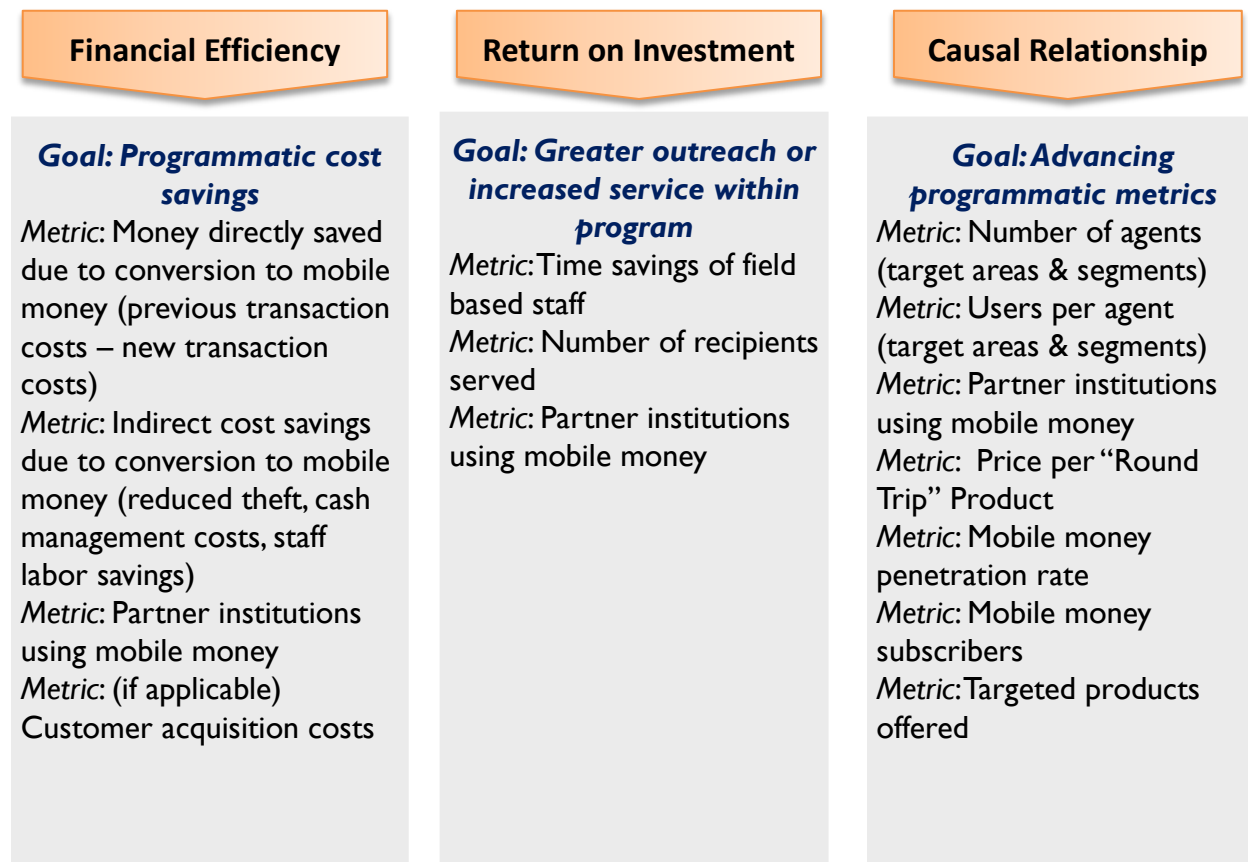 Financial Efficiency
Goal: Programmatic cost
savings
Metric: Money directly saved
due to conversion to mobile
money (previous transaction
costs – new transaction
costs)
Metric: Indirect cost savings
due to conversion to mobile
money (reduced theft, cash
management costs, staff
labor savings)
Metric: Partner institutions
using mobile money
Metric: (if applicable)
Customer acquisition costs
Return on Investment
Goal: Greater outreach or
increased service within
program
Metric: Time savings of field
based staff
Metric: Number of recipients
served
Metric: Partner institutions
using mobile money
Causal Relationship
Goal: Advancing
programmatic metrics
Metric: Number of agents
(target areas & segments)
Metric: Users per agent
(target areas & segments)
Metric: Partner institutions
using mobile money
Metric: Price per “Round
Trip” Product
Metric: Mobile money
penetration rate
Metric: Mobile money
subscribers
Metric: Targeted products
offered